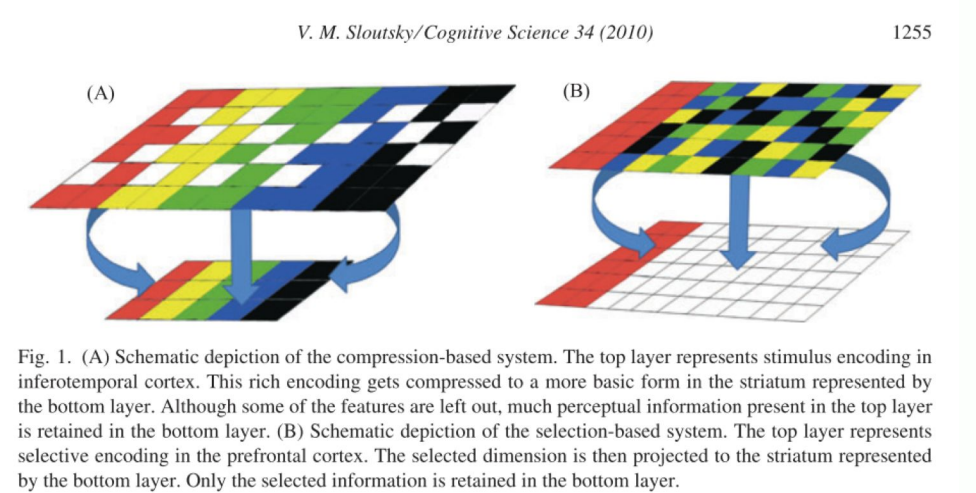 V. M. Sloutsky/Cognitive Science 34 (2010)
1255
(A)
(B)
Fig. 1. (A) Schematic depiction of the compression-based system. The top layer represents stimulus encoding in
inferotemporal cortex. This rich encoding gets compressed to a more basic form in the striatum represented by
the bottom layer. Although some of the features are left out, much perceptual information present in the top layer
is retained in the bottom layer. (B) Schematic depiction of the selection-based system. The top layer represents
selective encoding in the prefrontal cortex. The selected dimension is then projected to the striatum represented
by the bottom layer. Only the selected information is retained in the bottom layer.